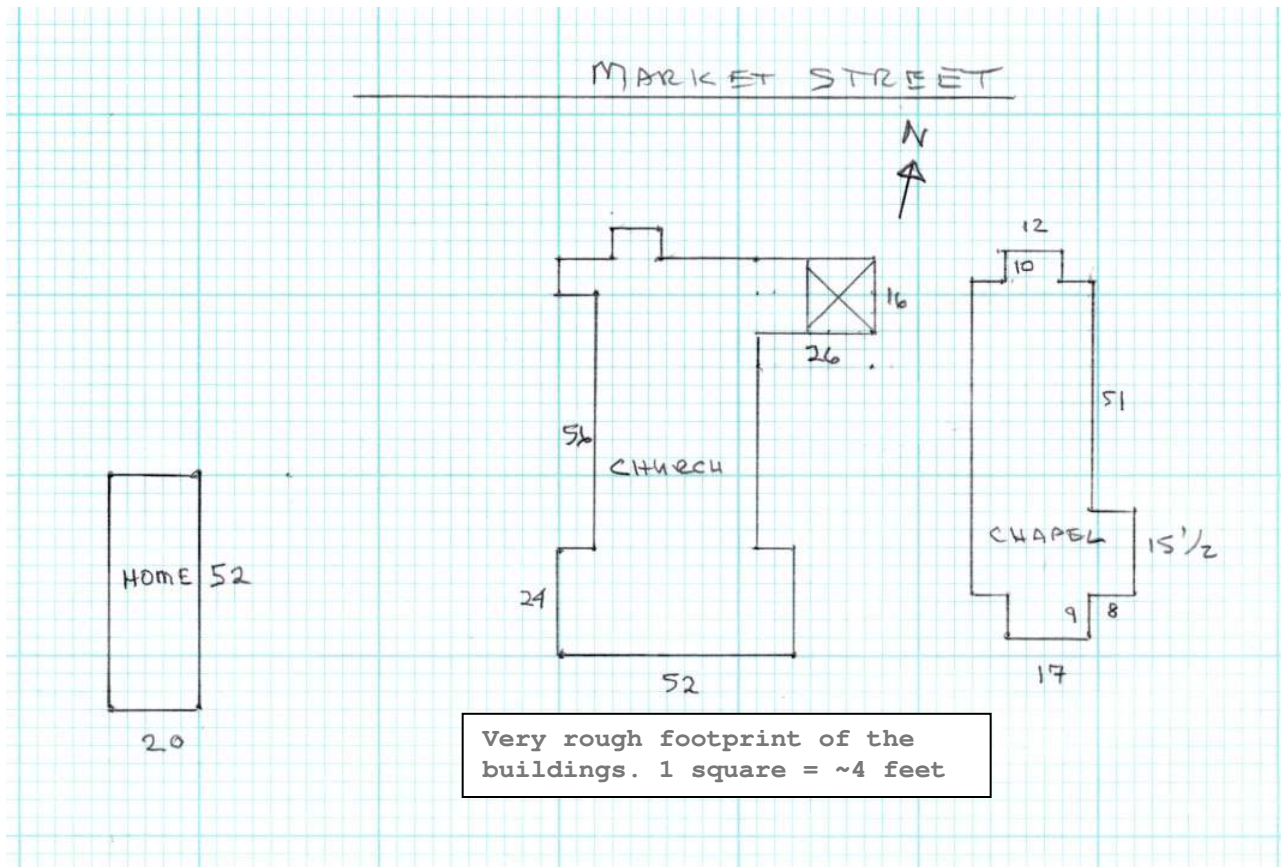 MARKET STREET
N
12
10
16
26
51
56
CHURCH
CHAPEL
15 1/2
HOME 52
24
9 8
52
17
20
Very rough footprint of the
buildings. 1 square = ~4 feet